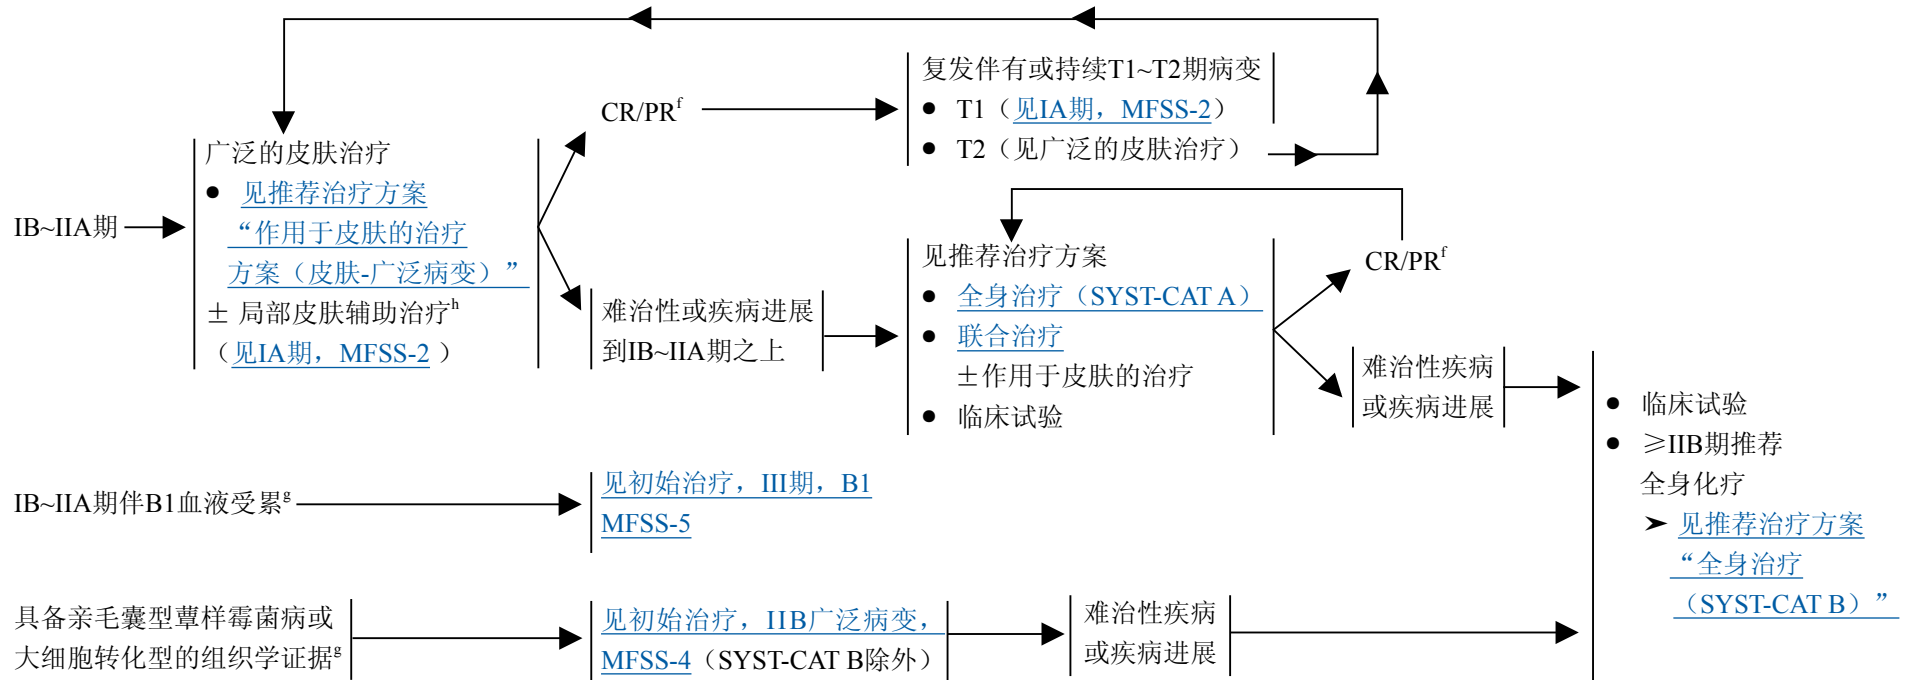 IB~IIA期
广泛的皮肤治疗
● 见推荐治疗方案
“作用于皮肤的治疗
方案（皮肤-广泛病变）”
± 局部皮肤辅助治疗h
（见IA期，MFSS-2）
CR/PRf
复发伴有或持续T1~T2期病变
● T1（见IA期，MFSS-2）
● T2（见广泛的皮肤治疗）
难治性或疾病进展
到IB~IIA期之上
见推荐治疗方案
● 全身治疗（SYST-CAT A）
● 联合治疗
±作用于皮肤的治疗
● 临床试验
CR/PRf
难治性疾病
或疾病进展
● 临床试验
● ≥IIB期推荐
全身化疗
➤ 见推荐治疗方案
“全身治疗
（SYST-CAT B）”
IB~IIA期伴B1血液受累g
见初始治疗，III期，B1
MFSS-5
具备亲毛囊型蕈样霉菌病或
大细胞转化型的组织学证据g
见初始治疗，IIB广泛病变，
MFSS-4（SYST-CAT B除外）
难治性疾病
或疾病进展